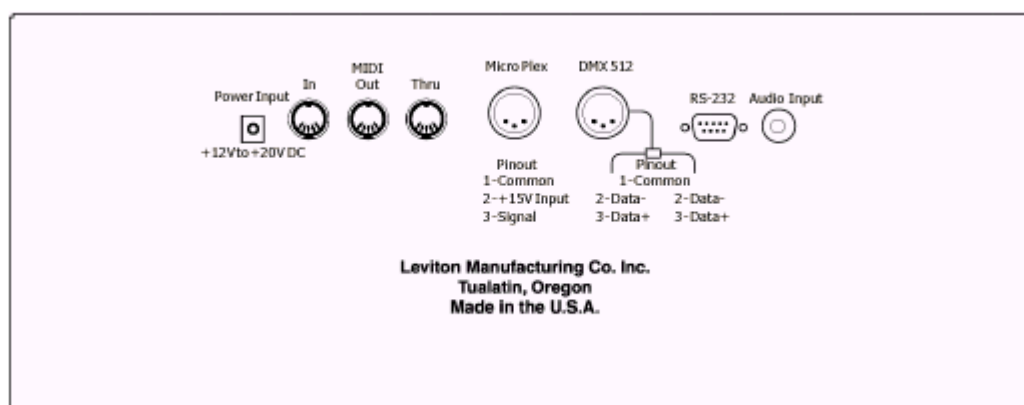 MIDI
Power Input In Out Thru
+12Vto+20V DC
Micro Plex
Pinout
1-Common
2-+15V Input
3-Signal
DMX 512
Pinout
1-Common
2-Data- 2-Data-
3-Data+ 3-Data+
RS-232 Audio Input
Leviton Manufacturing Co. Inc.
Tualatin, Oregon
Made in the U.S.A.